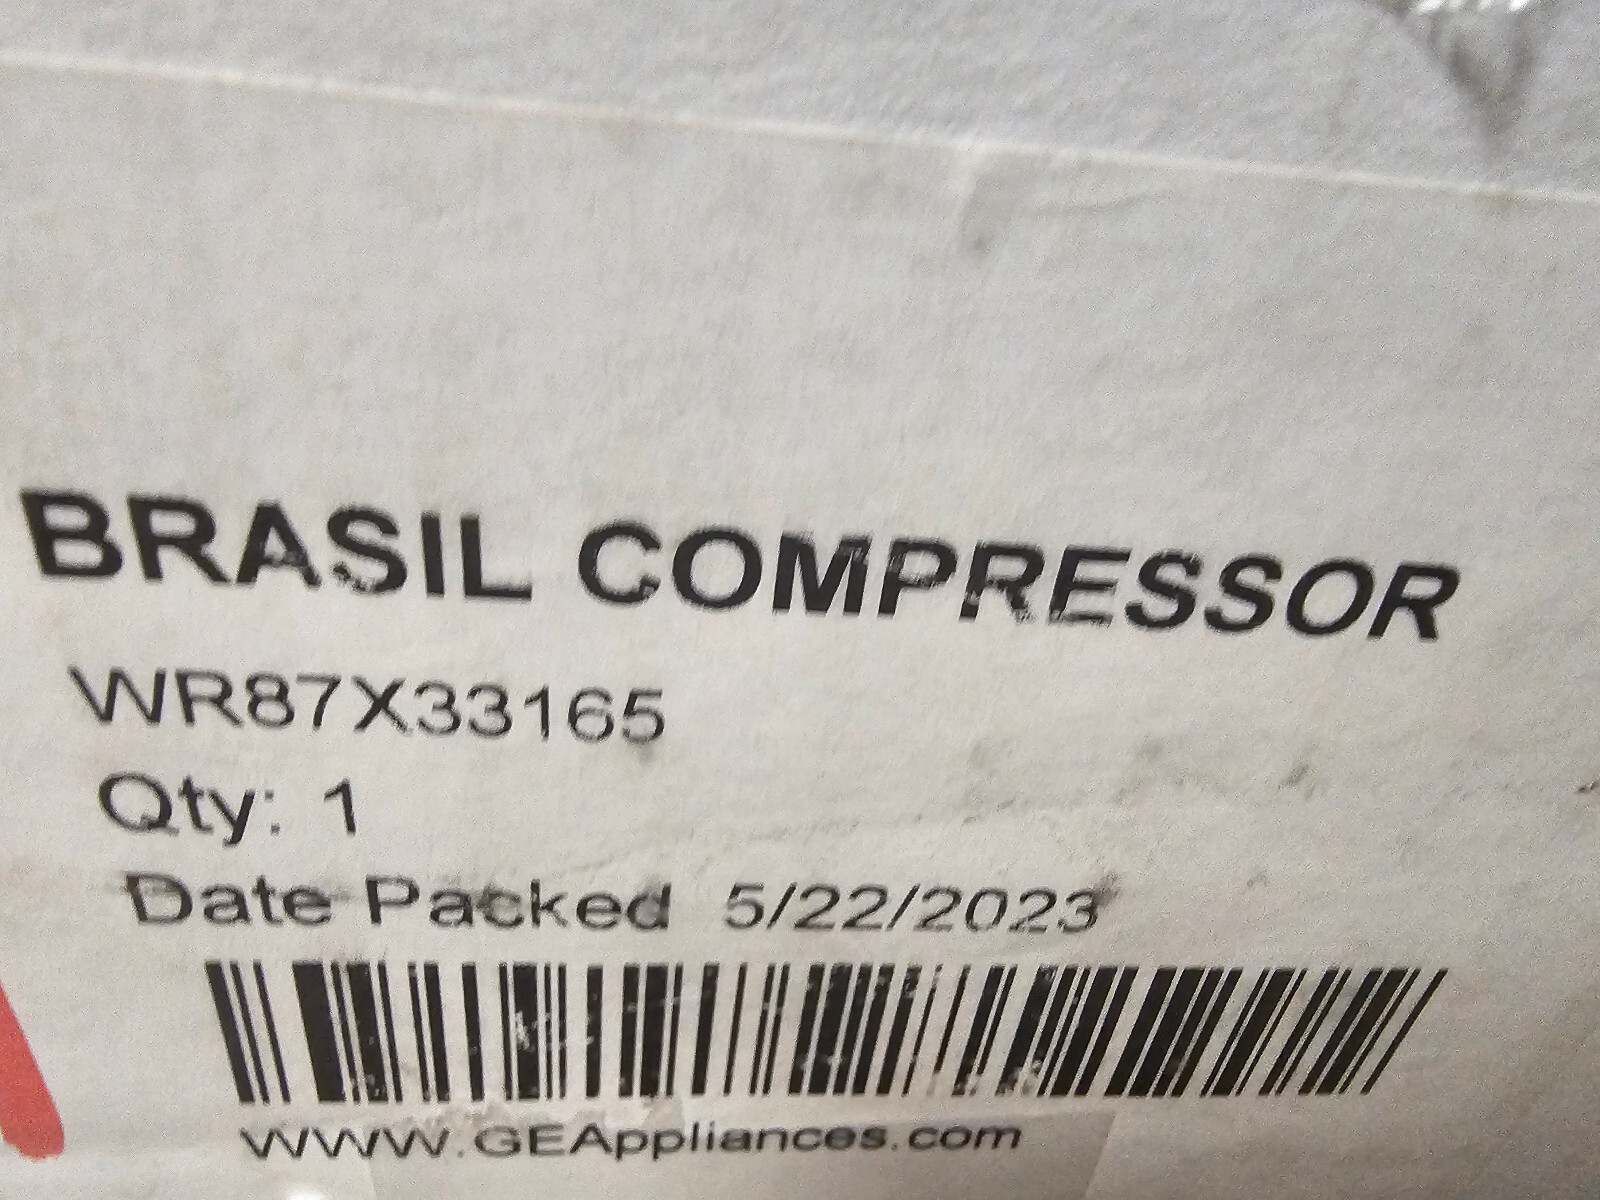 BRASIL COMPRESSOR
WR87X33165
Qty: 1
Date Packed 5/22/2023
www.GEAppliances.com